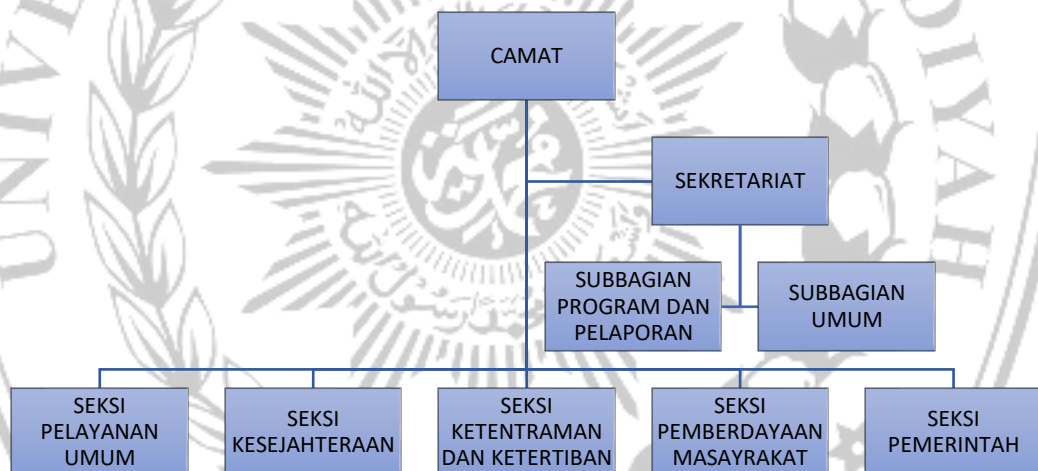 CAMAT
SEKRETARIAT
SUBBAGIAN
PROGRAM DAN
PELAPORAN
SUBBAGIAN
UMUM
SEKSI
PELAYANAN
UMUM
SEKSI
KESEJAHTERAAN
SEKSI
KETENTRAMAN
DAN KETERTIBAN
SEKSI
PEMBERDAYAAN
MASAYRAKAT
SEKSI
PEMERINTAH